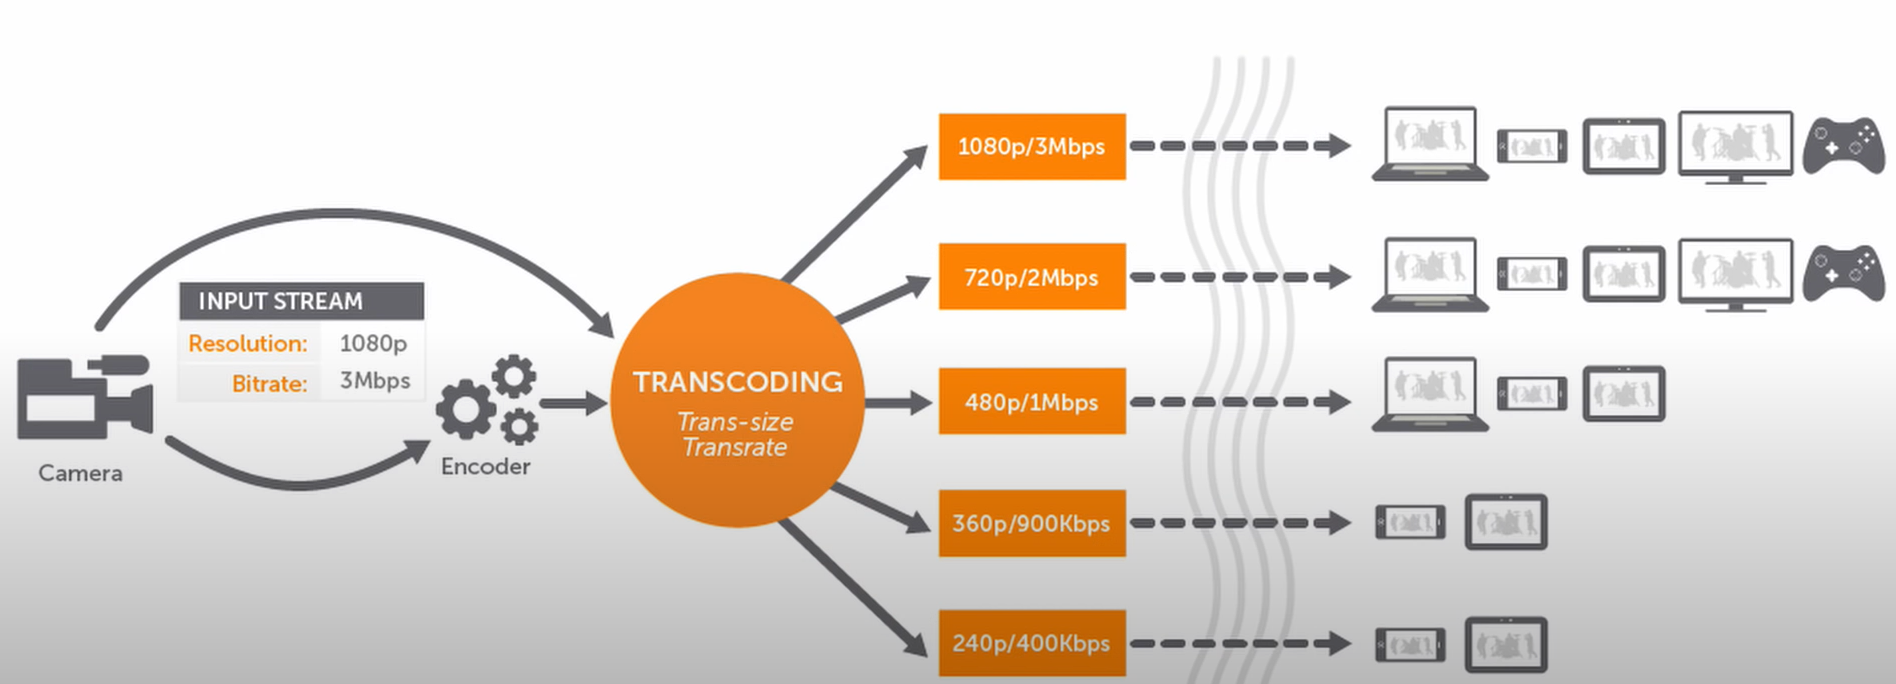 INPUT STREAM
Resolution: 1080p
Bitrate: 3Mbps
Camera
Encoder
TRANSCODING
Trans-size
Transrate
1080p/3Mbps
720p/2Mbps
480p/1Mbps
360p/900Kbps
240p/400Kbps